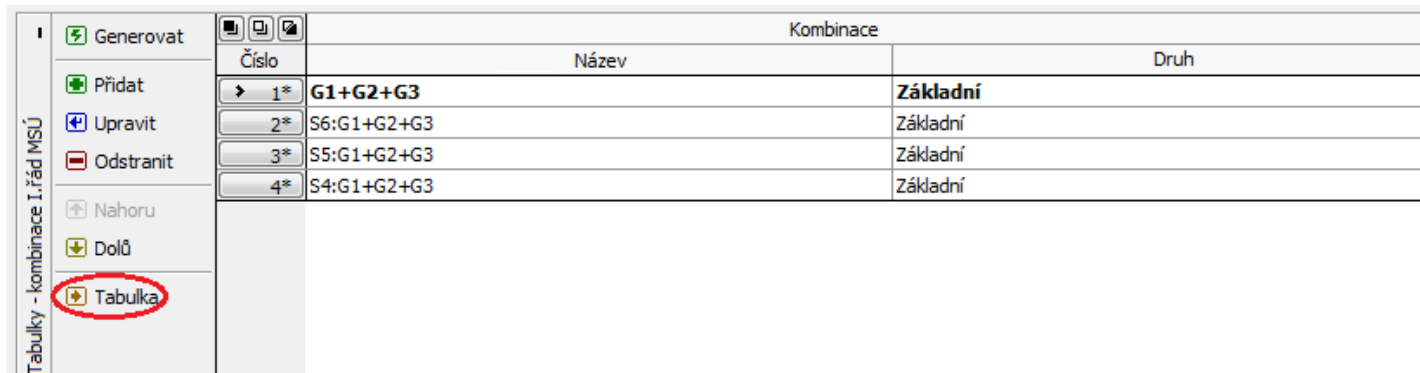 Tabulky - kombinace I.řád MSÚ
Generovat
Přidat
Upravit
Odstranit
Nahoru
Dolů
Tabulka
Kombinace
Číslo Název Druh
1* G1+G2+G3 Základní
2* S6:G1+G2+G3 Základní
3* S5:G1+G2+G3 Základní
4* S4:G1+G2+G3 Základní